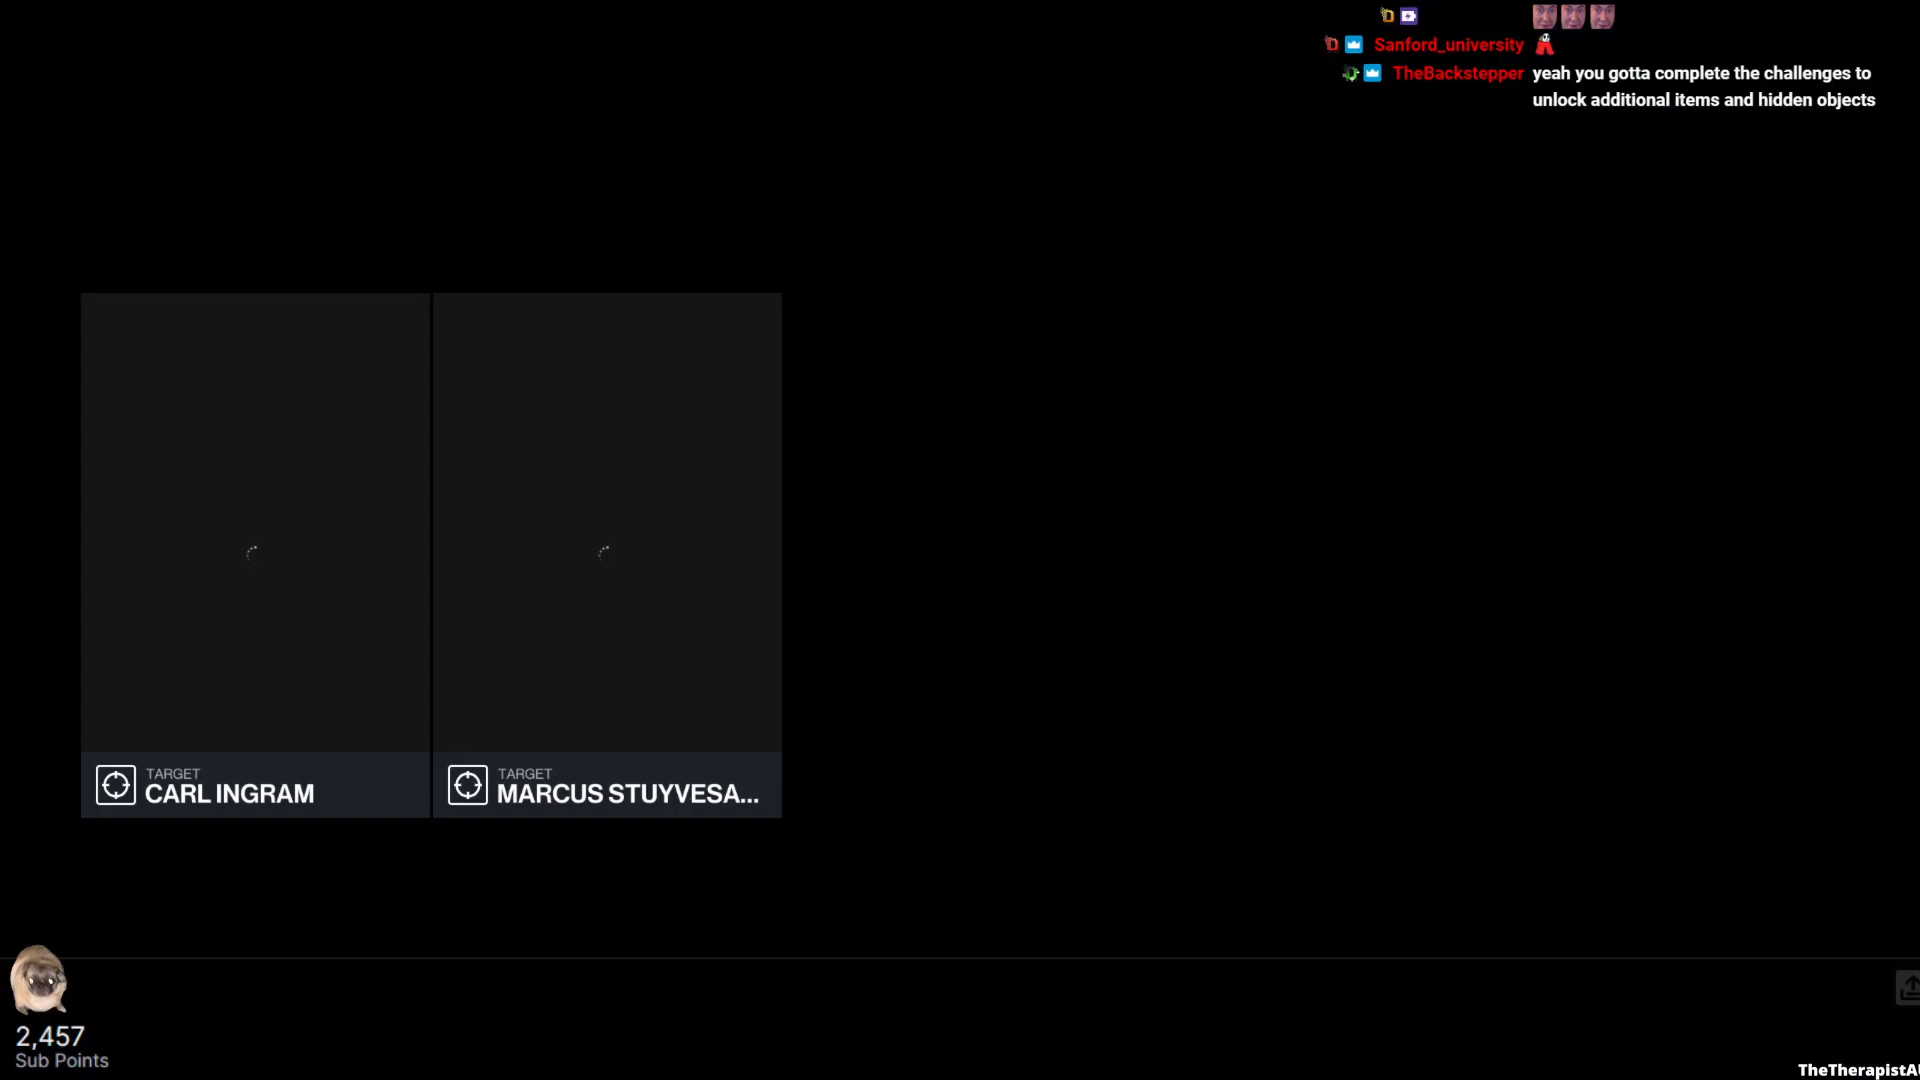 Sanford_university
TheBackstepper yeah you gotta complete the challenges to
unlock additional items and hidden objects
TARGET
CARL INGRAM
TARGET
MARCUS STUYVESA...
2,457
Sub Points
TheTherapistA